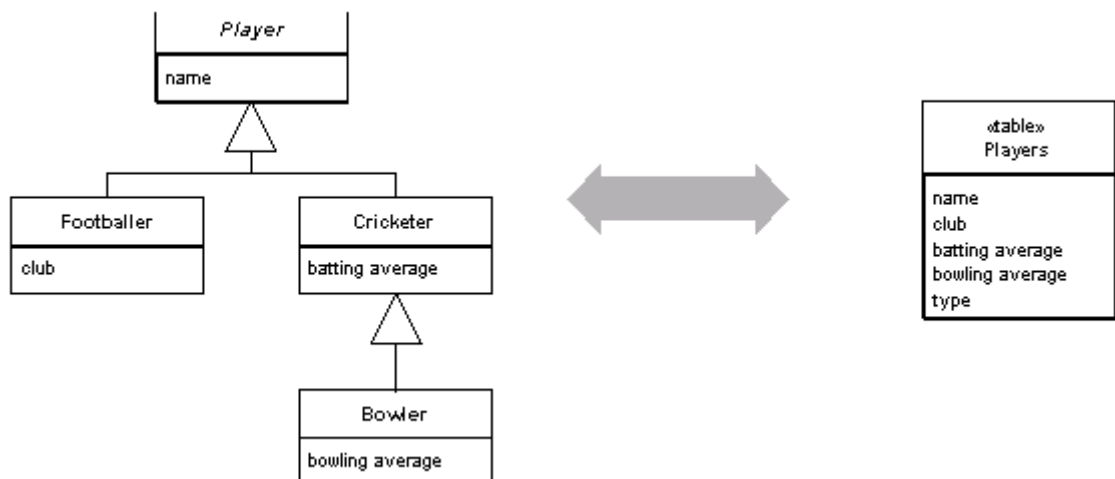 Player
name
Footballer
club
Cricketer
batting average
Bowler
bowling average
«table»
Players
name
club
batting average
bowling average
type